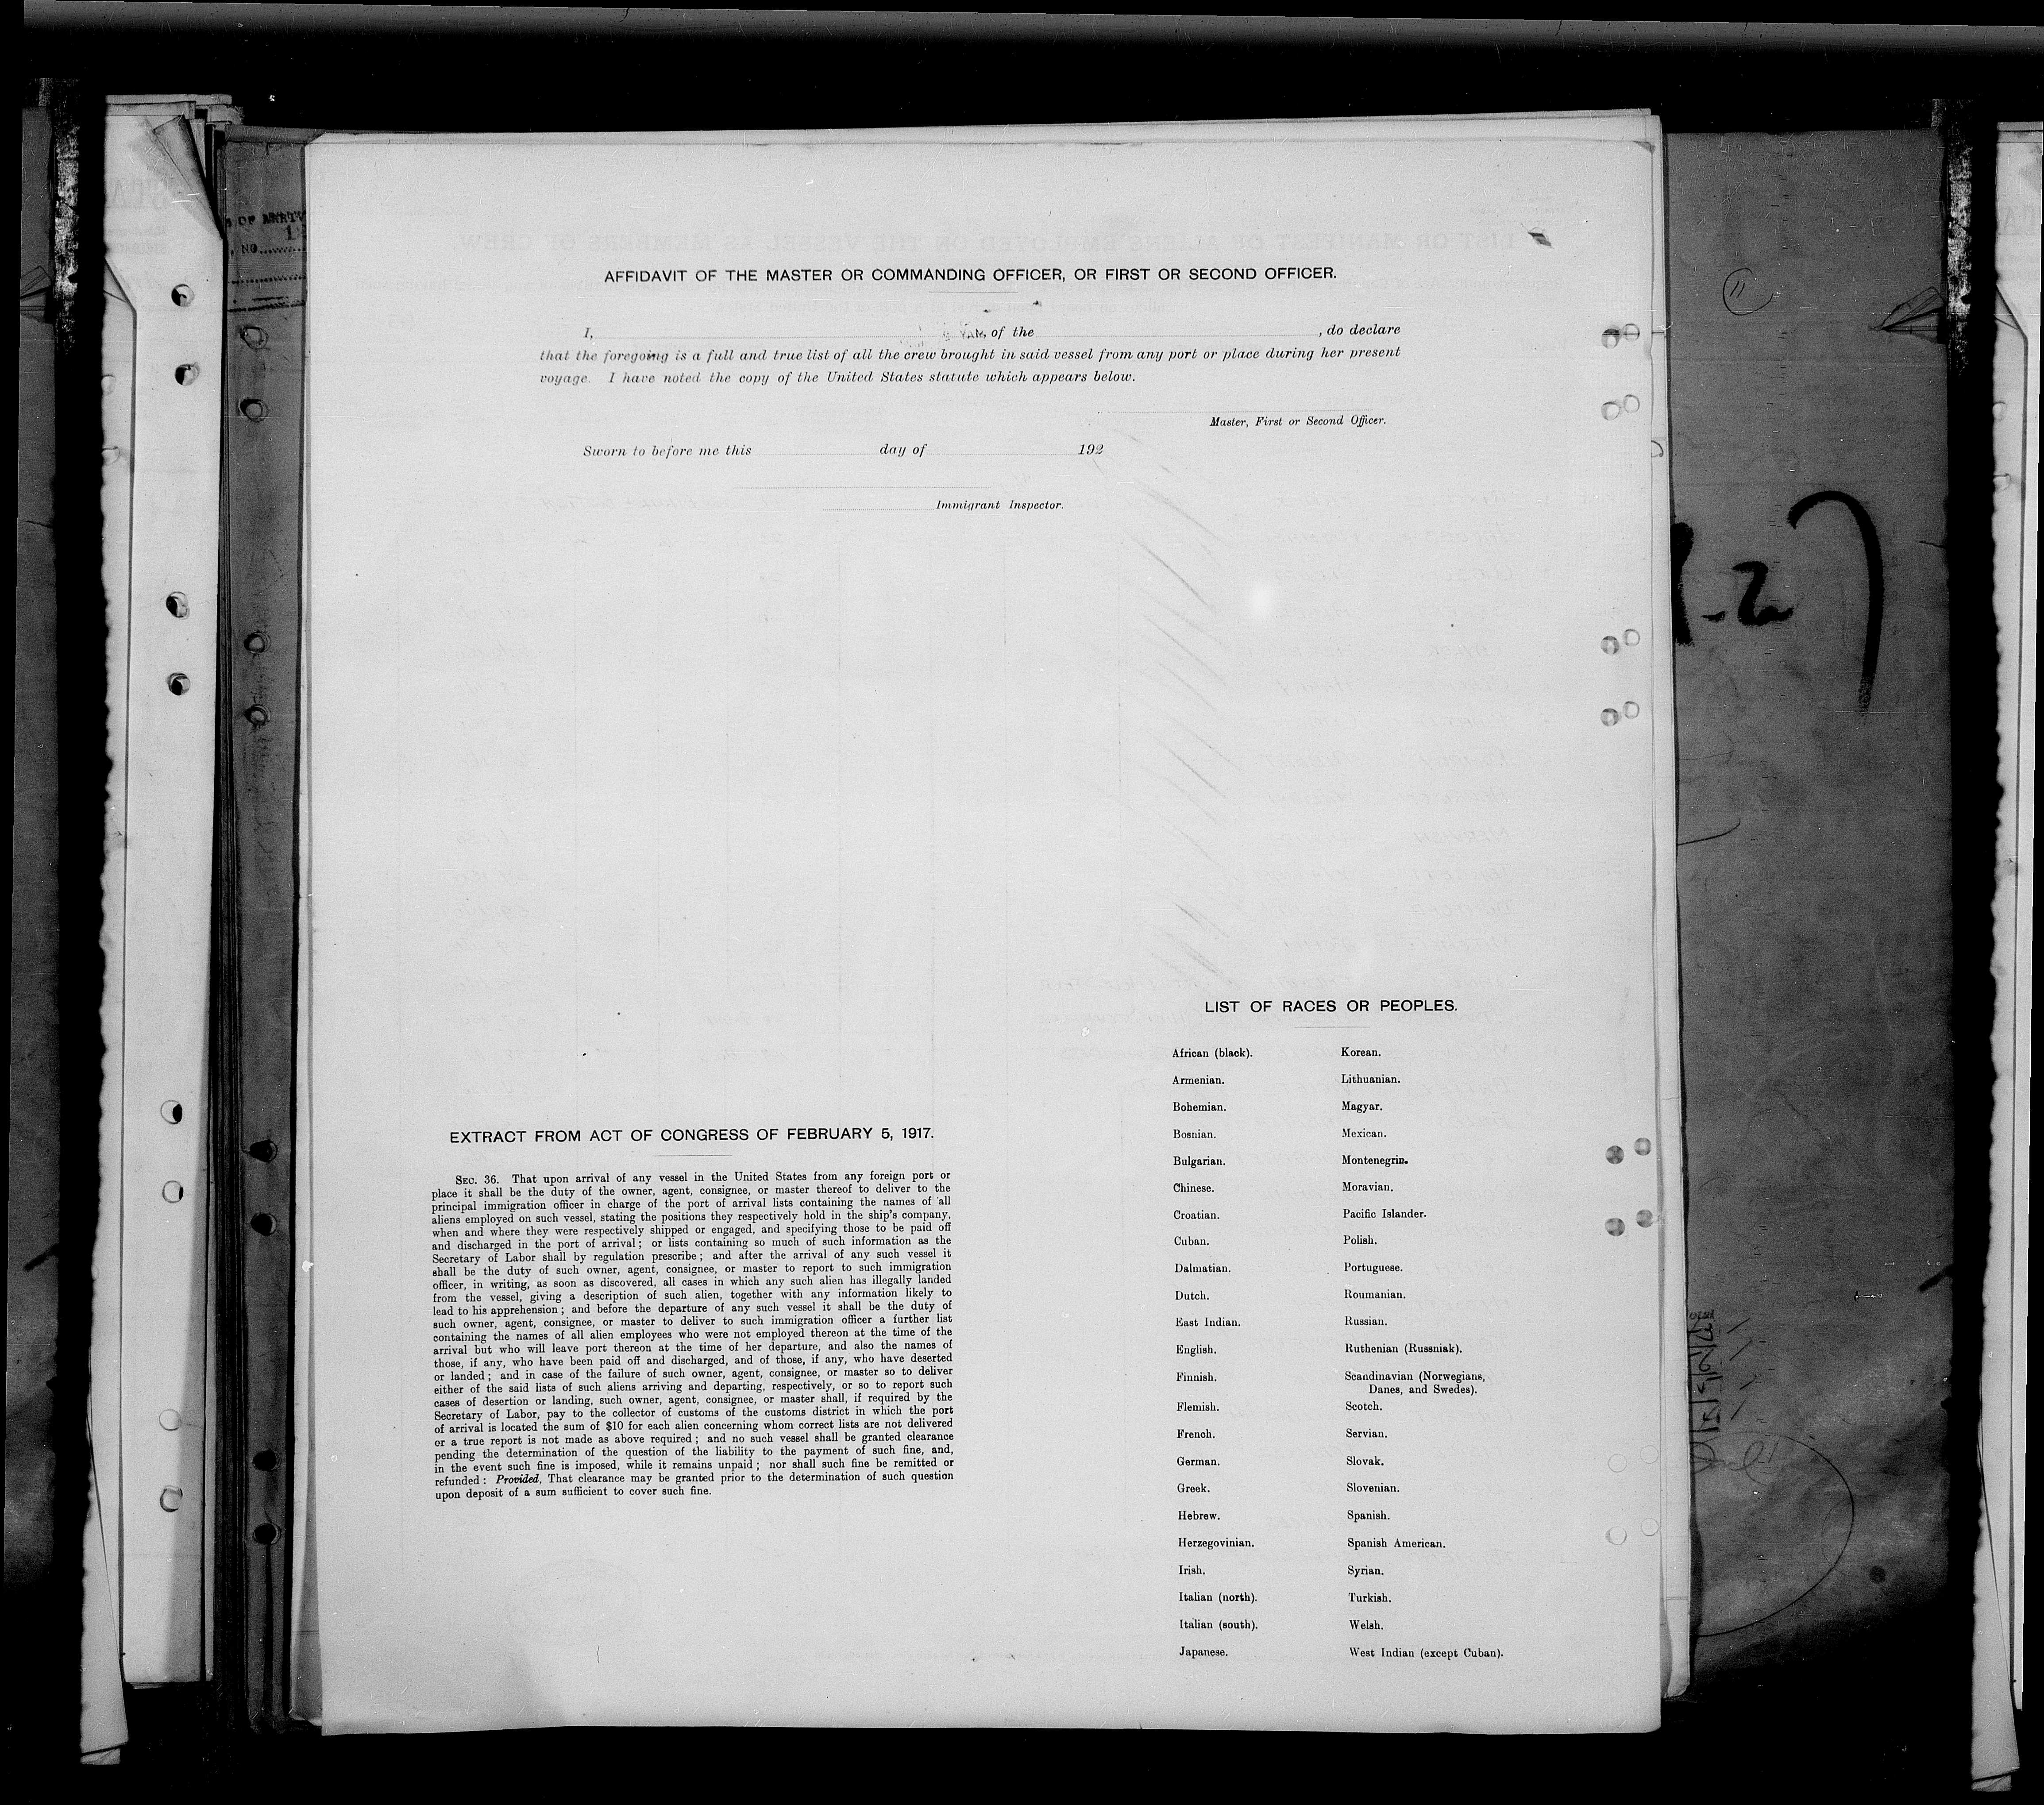 AFFIDAVIT OF THE MASTER OR COMMANDING OFFICER, OR FIRST OR SECOND OFFICER.
I, , of the , do declare
that the foregoing is a full and true list of all the crew brought in said vessel from any port or place during her present
voyage. I have noted the copy of the United States statute which appears below.
Master, First or Second Officer.
Sworn to before me this day of 192
Immigrant Inspector.
EXTRACT FROM ACT OF CONGRESS OF FEBRUARY 5, 1917.
SEC. 36. That upon arrival of any vessel in the United States from any foreign port or
place it shall be the duty of the owner, agent, consignee, or master thereof to deliver to the
principal immigration officer in charge of the port of arrival lists containing the names of all
aliens employed on such vessel, stating the positions they respectively hold in the ship's company,
when and where they were respectively shipped or engaged, and specifying those to be paid off
and discharged in the port of arrival; or lists containing so much of such information as the
Secretary of Labor shall by regulation prescribe; and after the arrival of any such vessel it
shall be the duty of such owner, agent, consignee, or master to report to such immigration
officer, in writing, as soon as discovered, all cases in which any such alien has illegally landed
from the vessel, giving a description of such alien, together with any information likely to
lead to his apprehension; and before the departure of any such vessel it shall be the duty of
such owner, agent, consignee, or master to deliver to such immigration officer a further list
containing the names of all alien employees who were not employed thereon at the time of the
arrival but who will leave port thereon at the time of her departure, and also the names of
those, if any, who have been paid off and discharged, and of those, if any, who have deserted
or landed; and in case of the failure of such owner, agent, consignee, or master so to deliver
either of the said lists of such aliens arriving and departing, respectively, or so to report such
cases of desertion or landing, such owner, agent, consignee, or master shall, if required by the
Secretary of Labor, pay to the collector of customs of the customs district in which the port
of arrival is located the sum of $10 for each alien concerning whom correct lists are not delivered
or a true report is not made as above required; and no such vessel shall be granted clearance
pending the determination of the question of the liability to the payment of such fine, and,
in the event such fine is imposed, while it remains unpaid; nor shall such fine be remitted or
refunded: Provided, That clearance may be granted prior to the determination of such question
upon deposit of a sum sufficient to cover such fine.
LIST OF RACES OR PEOPLES.
African (black). Korean.
Armenian. Lithuanian.
Bohemian. Magyar.
Bosnian. Mexican.
Bulgarian. Montenegrin.
Chinese. Moravian.
Croatian. Pacific Islander.
Cuban. Polish.
Dalmatian. Portuguese.
Dutch. Roumanian.
East Indian. Russian.
English. Ruthenian (Russniak).
Finnish. Scandinavian (Norwegians,
Danes, and Swedes).
Flemish. Scotch.
French. Servian.
German. Slovak.
Greek. Slovenian.
Hebrew. Spanish.
Herzegovinian. Spanish American.
Irish. Syrian.
Italian (north). Turkish.
Italian (south). Welsh.
Japanese. West Indian (except Cuban).
11